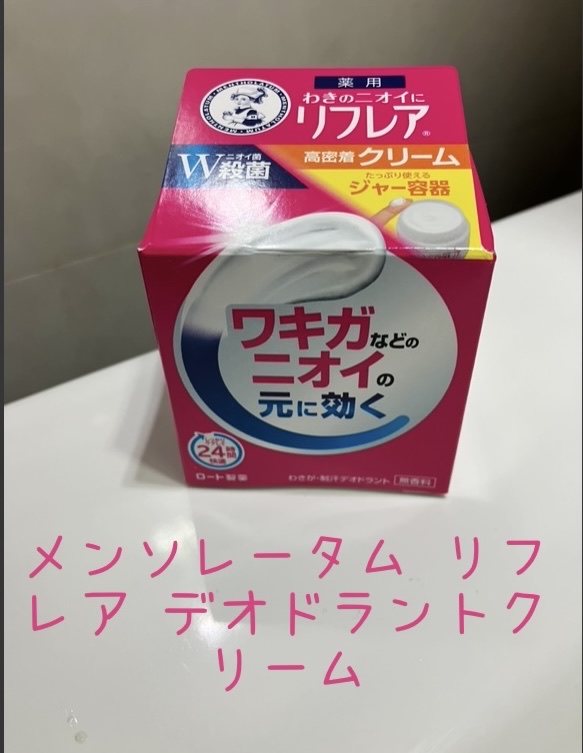 薬用
わきのニオイに
リフレア®
MENTHOLATUM
W殺菌
ニオイ菌
高密着クリーム
たっぷり使える
ジャー容器
ワキガなどの
ニオイの
元に効く
24時間
快適
ロート製薬
わきが・制汗デオドラント 無香料
メンソレータム リフ
レア デオドラントク
リーム